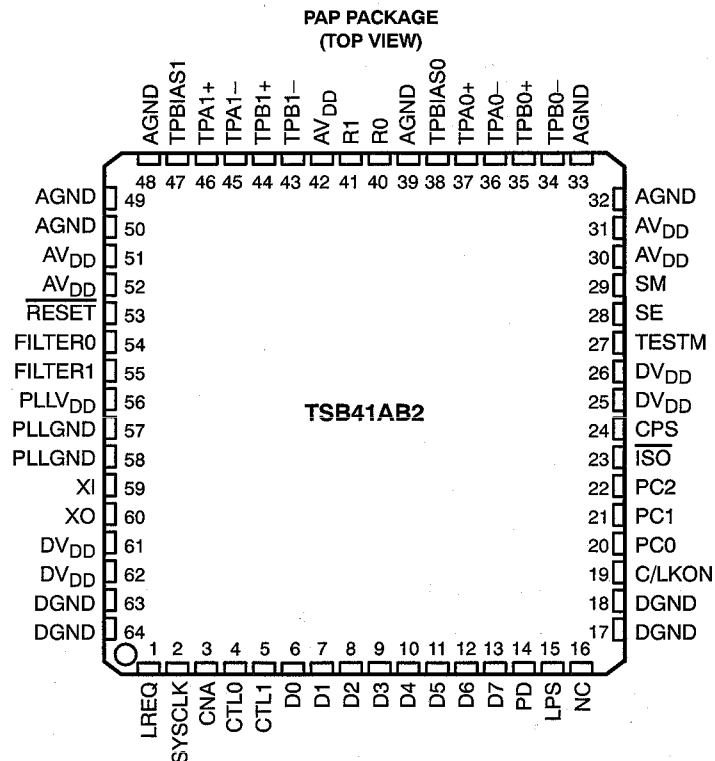 PAP PACKAGE
(TOP VIEW)
AGND
TPBIAS1
TPA1+
TPA1−
TPB1+
TPB1−
AVDD
R1
R0
AGND
TPBIAS0
TPA0+
TPA0−
TPB0+
TPB0−
AGND
48 47 46 45 44 43 42 41 40 39 38 37 36 35 34 33
AGND 49 32 AGND
AGND 50 31 AVDD
AVDD 51 30 AVDD
AVDD 52 29 SM
RESET 53 28 SE
FILTER0 54 27 TESTM
FILTER1 55 26 DVDD
PLLVDD 56 25 DVDD
TSB41AB2
PLLGND 57 24 CPS
PLLGND 58 23 ISO
XI 59 22 PC2
XO 60 21 PC1
DVDD 61 20 PC0
DVDD 62 19 C/LKON
DGND 63 18 DGND
DGND 64 17 DGND
1 2 3 4 5 6 7 8 9 10 11 12 13 14 15 16
LREQ
SYSCLK
CNA
CTL0
CTL1
D0
D1
D2
D3
D4
D5
D6
D7
PD
LPS
NC